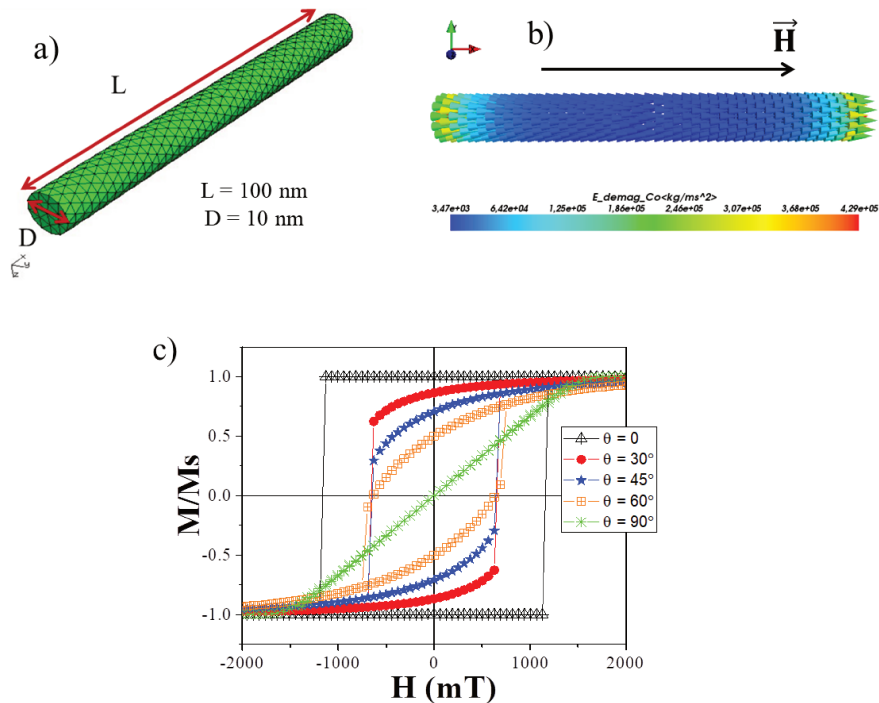 a)
L
D
L = 100 nm
D = 10 nm
b)
H
E_demag_Co<kg/ms^2>
3,47e+03 6,42e+04 1,25e+05 1,86e+05 2,46e+05 3,07e+05 3,68e+05 4,29e+05
c)
M/Ms
1.0
0.5
0.0
-0.5
-1.0
θ = 0
θ = 30°
θ = 45°
θ = 60°
θ = 90°
-2000 -1000 0 1000 2000
H (mT)